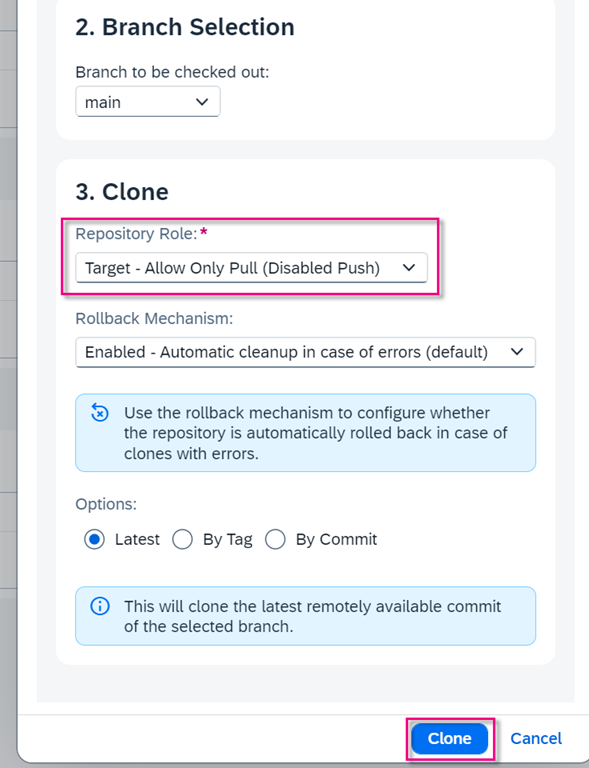 2. Branch Selection
Branch to be checked out:
main
3. Clone
Repository Role:*
Target - Allow Only Pull (Disabled Push)
Rollback Mechanism:
Enabled - Automatic cleanup in case of errors (default)
Use the rollback mechanism to configure whether
the repository is automatically rolled back in case of
clones with errors.
Options:
Latest By Tag By Commit
This will clone the latest remotely available commit
of the selected branch.
Clone Cancel